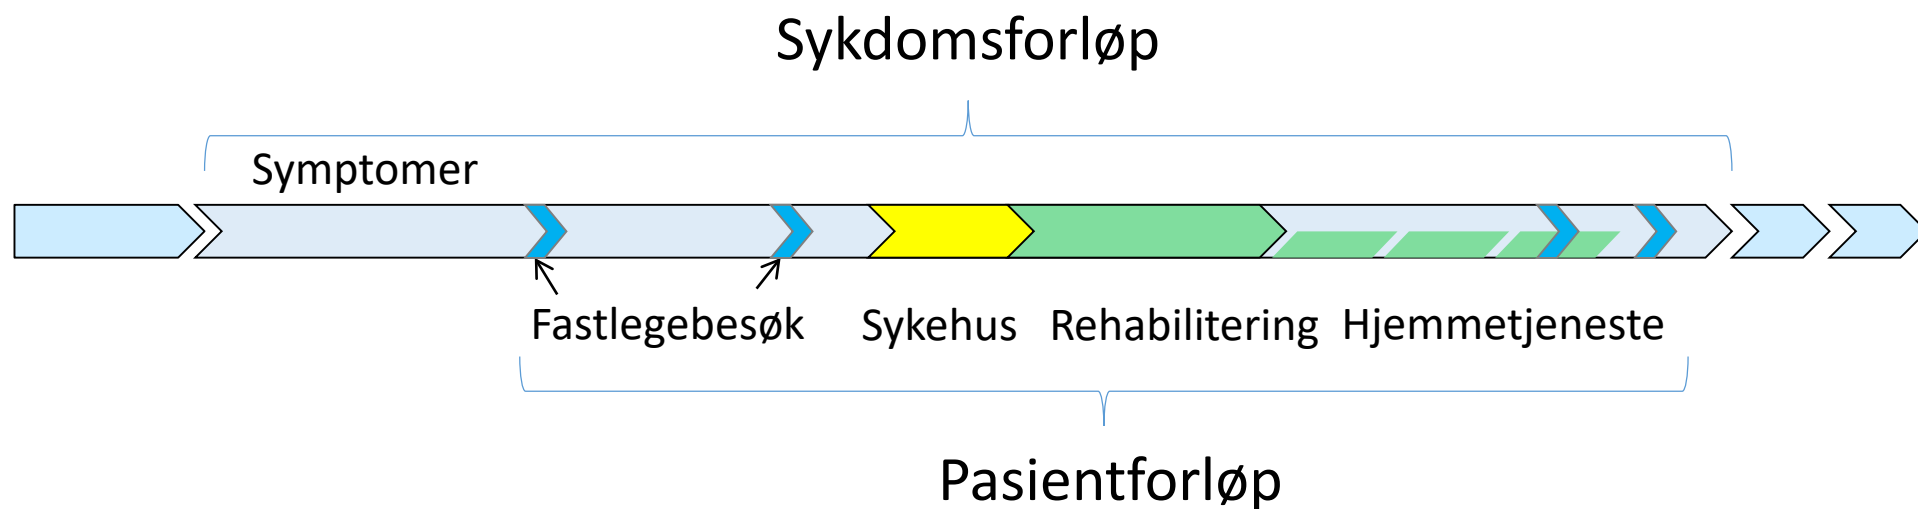 Sykdomsforløp
Symptomer
Fastlegebesøk
Sykehus
Rehabilitering
Hjemmetjeneste
Pasientforløp